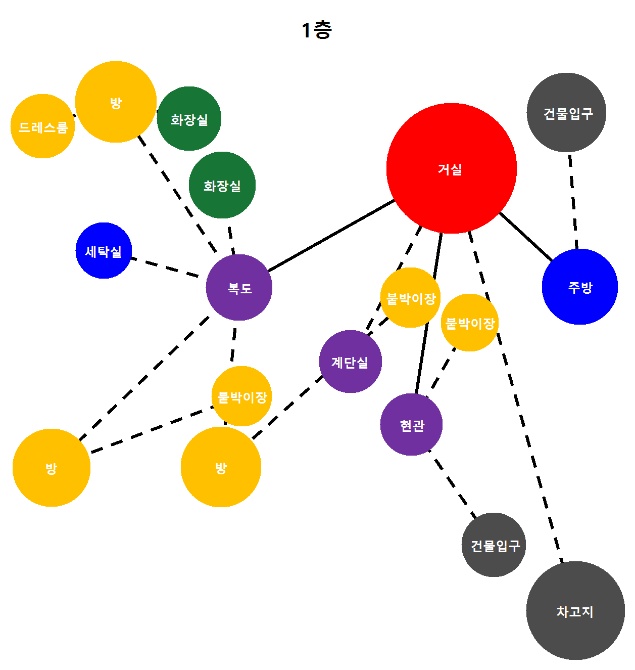 1층
방
드레스룸
화장실
건물입구
거실
화장실
세탁실
복도
주방
붙박이장
붙박이장
계단실
붙박이장
현관
방
방
건물입구
차고지